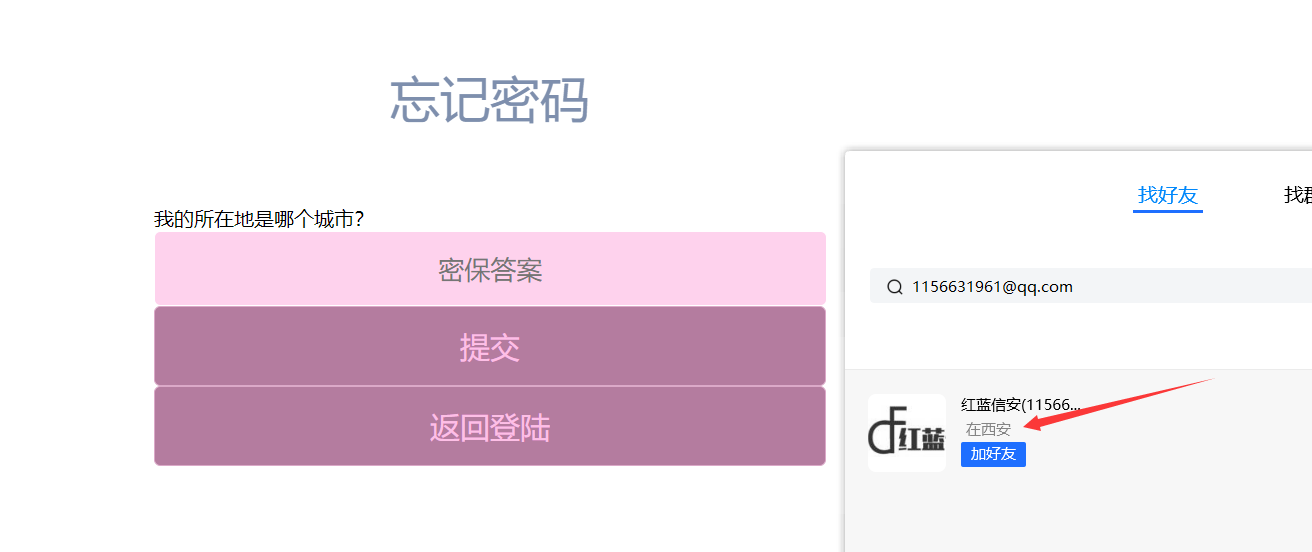 忘记密码
我的所在地是哪个城市？
密保答案
提交
返回登陆
找好友
找
1156631961@qq.com
红蓝
红蓝信安(11566...
在西安
加好友